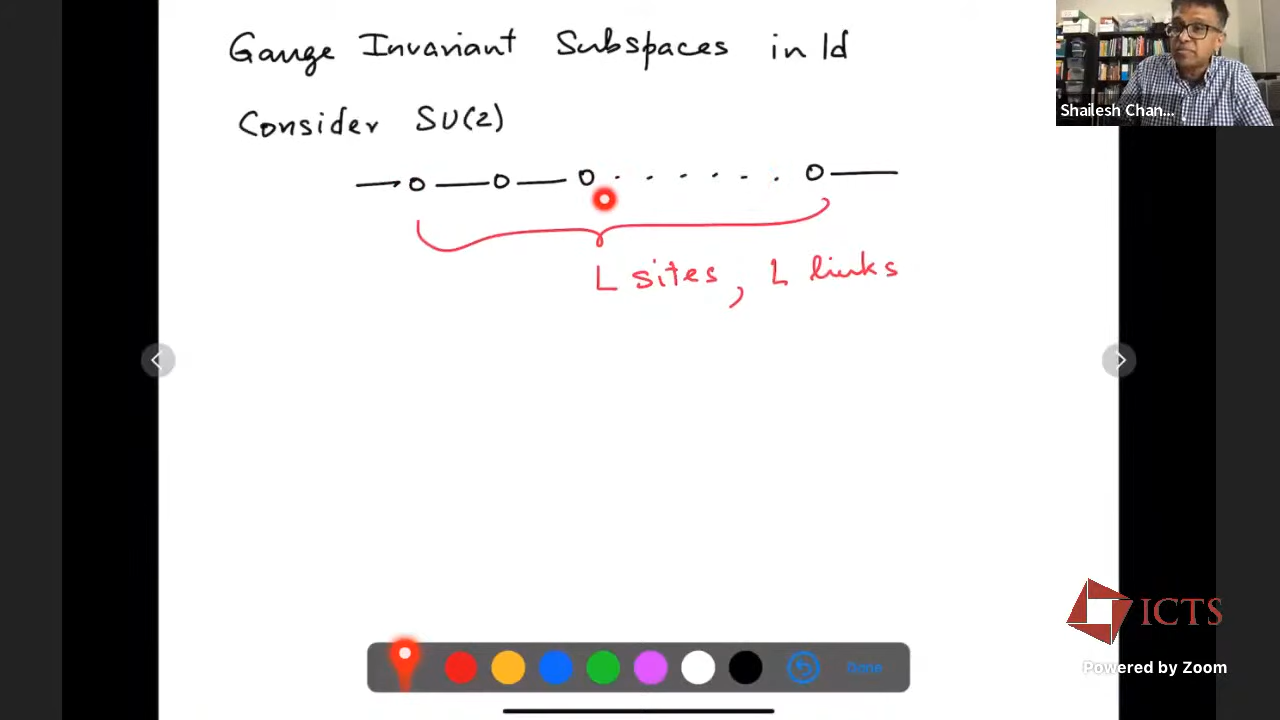 Gauge Invariant Subspaces in 1d
Shailesh Chan...
Consider SU(2)
L sites, L links
ICTS
Powered by Zoom
Done